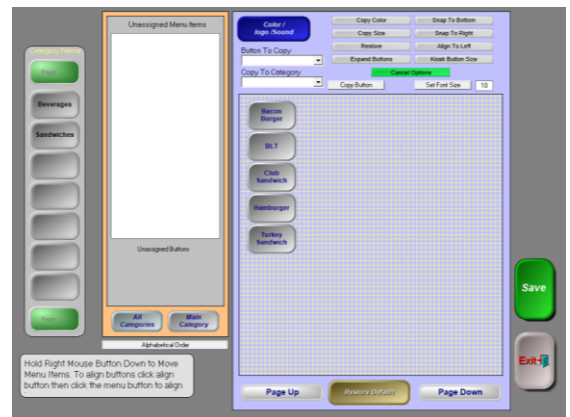 Category Name
Page
Beverages
Sandwiches
Page
Unassigned Menu Items
Unassigned Buttons
All
Categories
Main
Category
Alphabetical Order
Hold Right Mouse Button Down to Move
Menu Items. To align buttons click align
button then click the menu button to align
Color /
logo /Sound
Button To Copy
Copy To Category
Copy Color
Snap To Bottom
Copy Size
Snap To Right
Restore
Align To Left
Expand Buttons
Kiosk Button Size
Cancel Options
Copy Button
Set Font Size
10
Bacon
Burger
BLT
Club
Sandwich
Hamburger
Turkey
Sandwich
Page Up
Restore Defaults
Page Down
Save
Exit